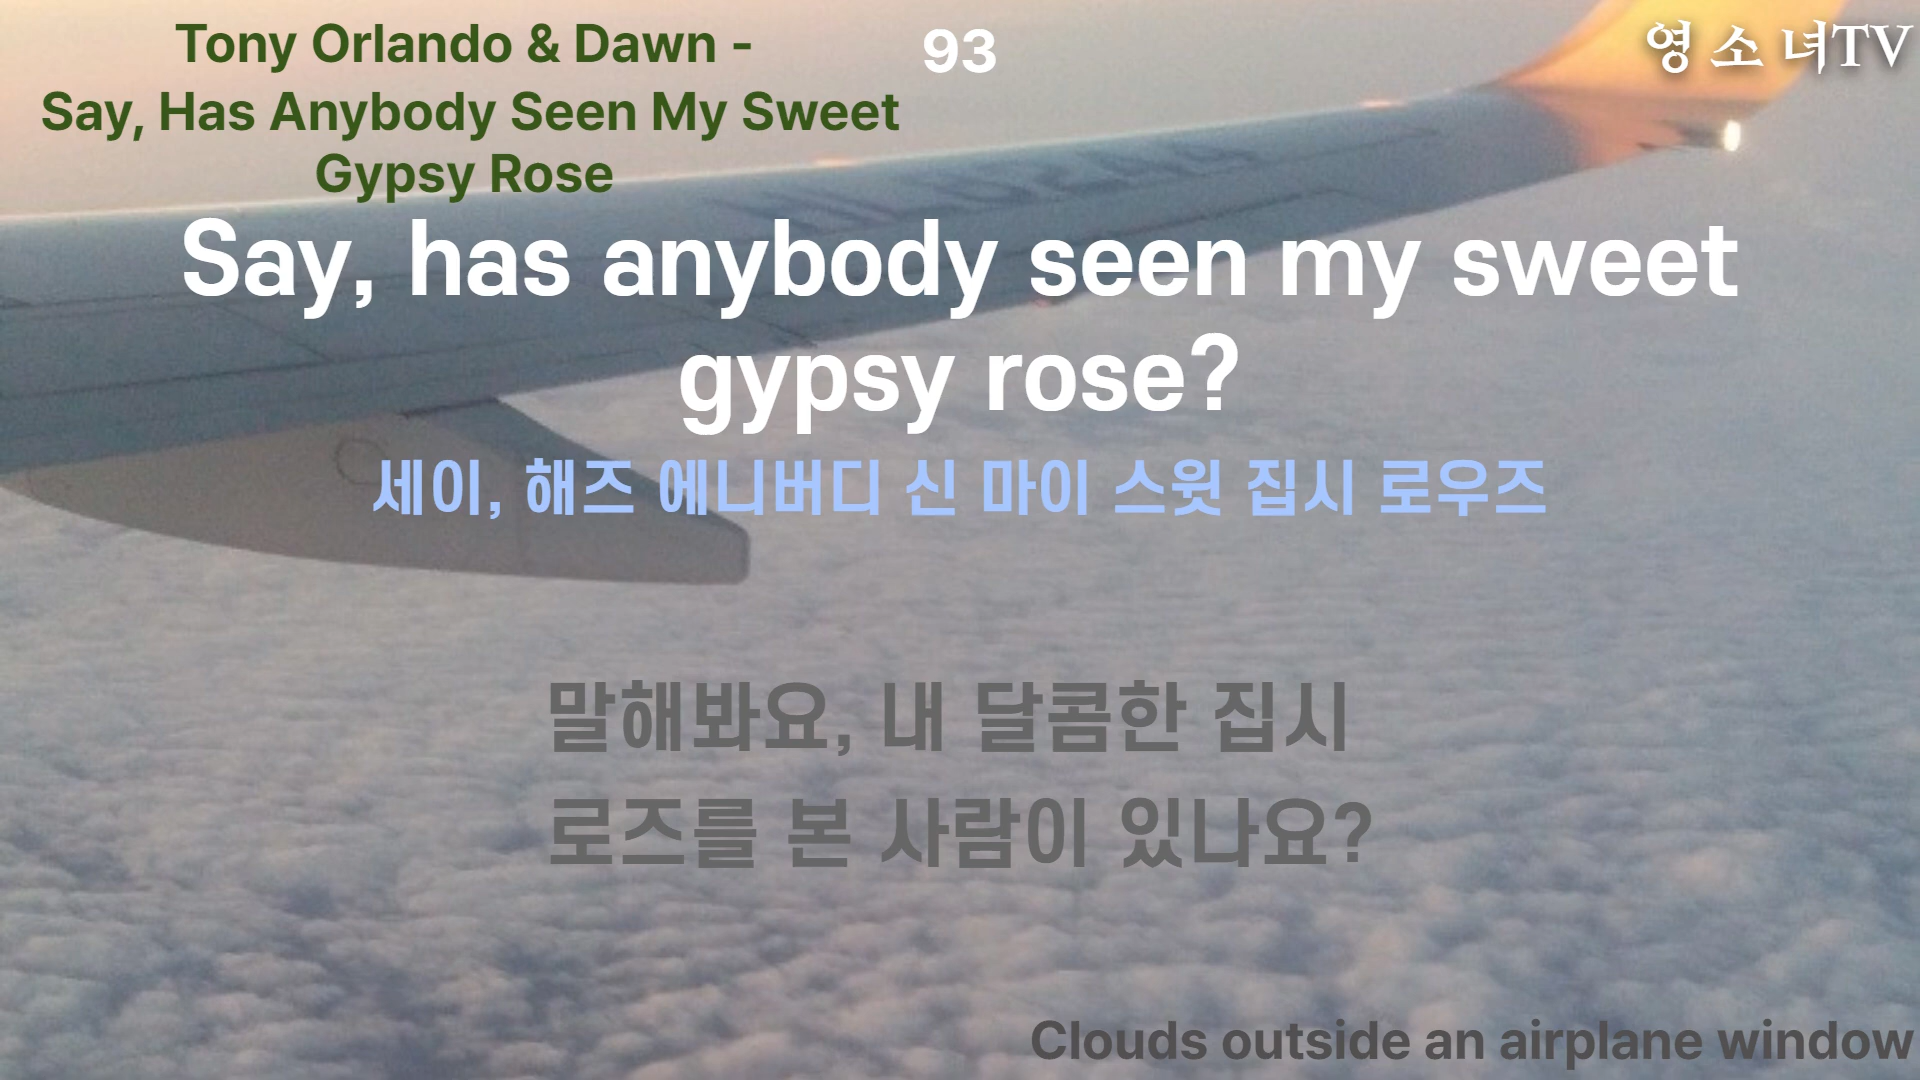 Tony Orlando & Dawn -
Say, Has Anybody Seen My Sweet
Gypsy Rose
93
영 소 녀TV
Say, has anybody seen my sweet
gypsy rose?
세이, 해즈 에니버디 신 마이 스윗 집시 로우즈
말해봐요, 내 달콤한 집시
로즈를 본 사람이 있나요?
Clouds outside an airplane window